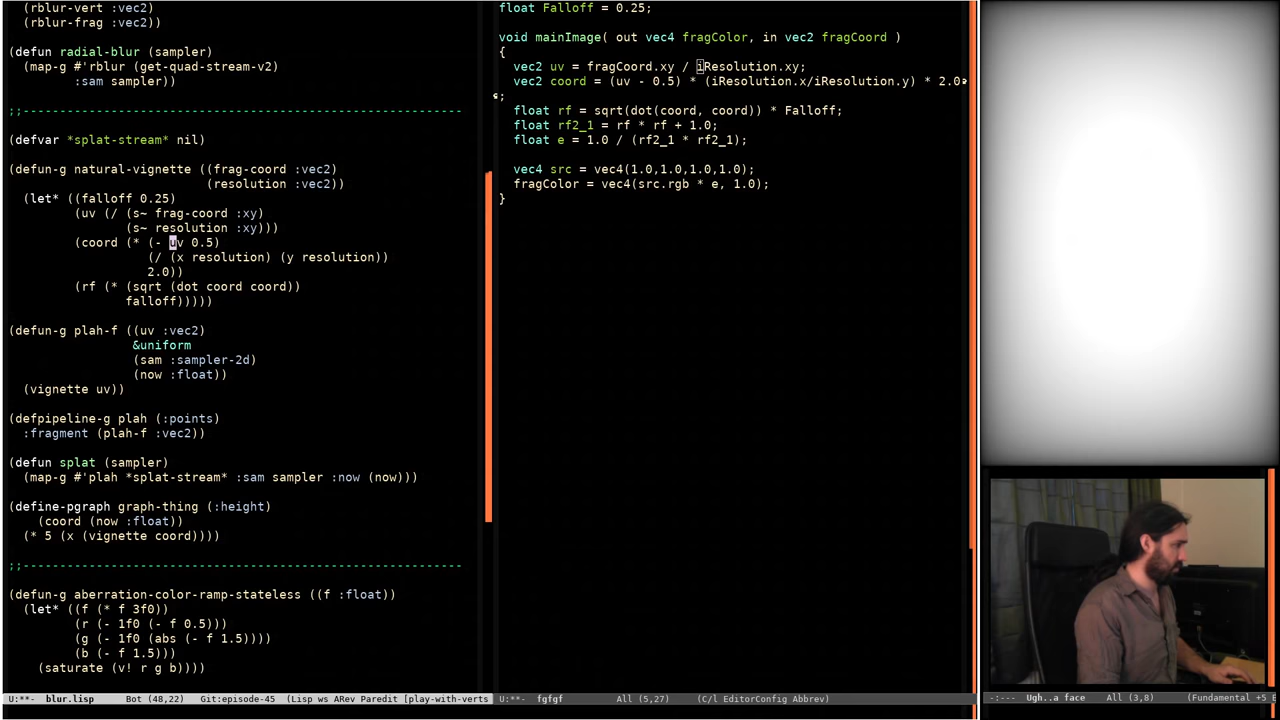 (rblur-vert :vec2)
(rblur-frag :vec2))
(defun radial-blur (sampler)
(map-g #'rblur (get-quad-stream-v2)
:sam sampler))
;;------------------------------------------------------------
(defvar *splat-stream* nil)
(defun-g natural-vignette ((frag-coord :vec2)
(resolution :vec2))
(let* ((falloff 0.25)
(uv (/ (s~ frag-coord :xy)
(s~ resolution :xy)))
(coord (* (- uv 0.5)
(/ (x resolution) (y resolution))
2.0))
(rf (* (sqrt (dot coord coord))
falloff)))))
(defun-g plah-f ((uv :vec2)
&uniform
(sam :sampler-2d)
(now :float))
(vignette uv))
(defpipeline-g plah (:points)
:fragment (plah-f :vec2))
(defun splat (sampler)
(map-g #'plah *splat-stream* :sam sampler :now (now)))
(define-pgraph graph-thing (:height)
(coord (now :float))
(* 5 (x (vignette coord))))
;;------------------------------------------------------------
(defun-g aberration-color-ramp-stateless ((f :float))
(let* ((f (* f 3f0))
(r (- 1f0 (- f 0.5)))
(g (- 1f0 (abs (- f 1.5))))
(b (- f 1.5)))
(saturate (v! r g b))))
U:**-  blur.lisp      Bot (48,22)   Git:episode-45  (Lisp ws ARev Paredit [play-with-verts
float Falloff = 0.25;
void mainImage( out vec4 fragColor, in vec2 fragCoord )
{
vec2 uv = fragCoord.xy / iResolution.xy;
vec2 coord = (uv - 0.5) * (iResolution.x/iResolution.y) * 2.0
;
float rf = sqrt(dot(coord, coord)) * Falloff;
float rf2_1 = rf * rf + 1.0;
float e = 1.0 / (rf2_1 * rf2_1);
vec4 src = vec4(1.0,1.0,1.0,1.0);
fragColor = vec4(src.rgb * e, 1.0);
}
U:**-  fgfgf          All (5,27)     (C/l EditorConfig Abbrev)
-:---  Ugh..a face    All (3,8)      (Fundamental +5 E